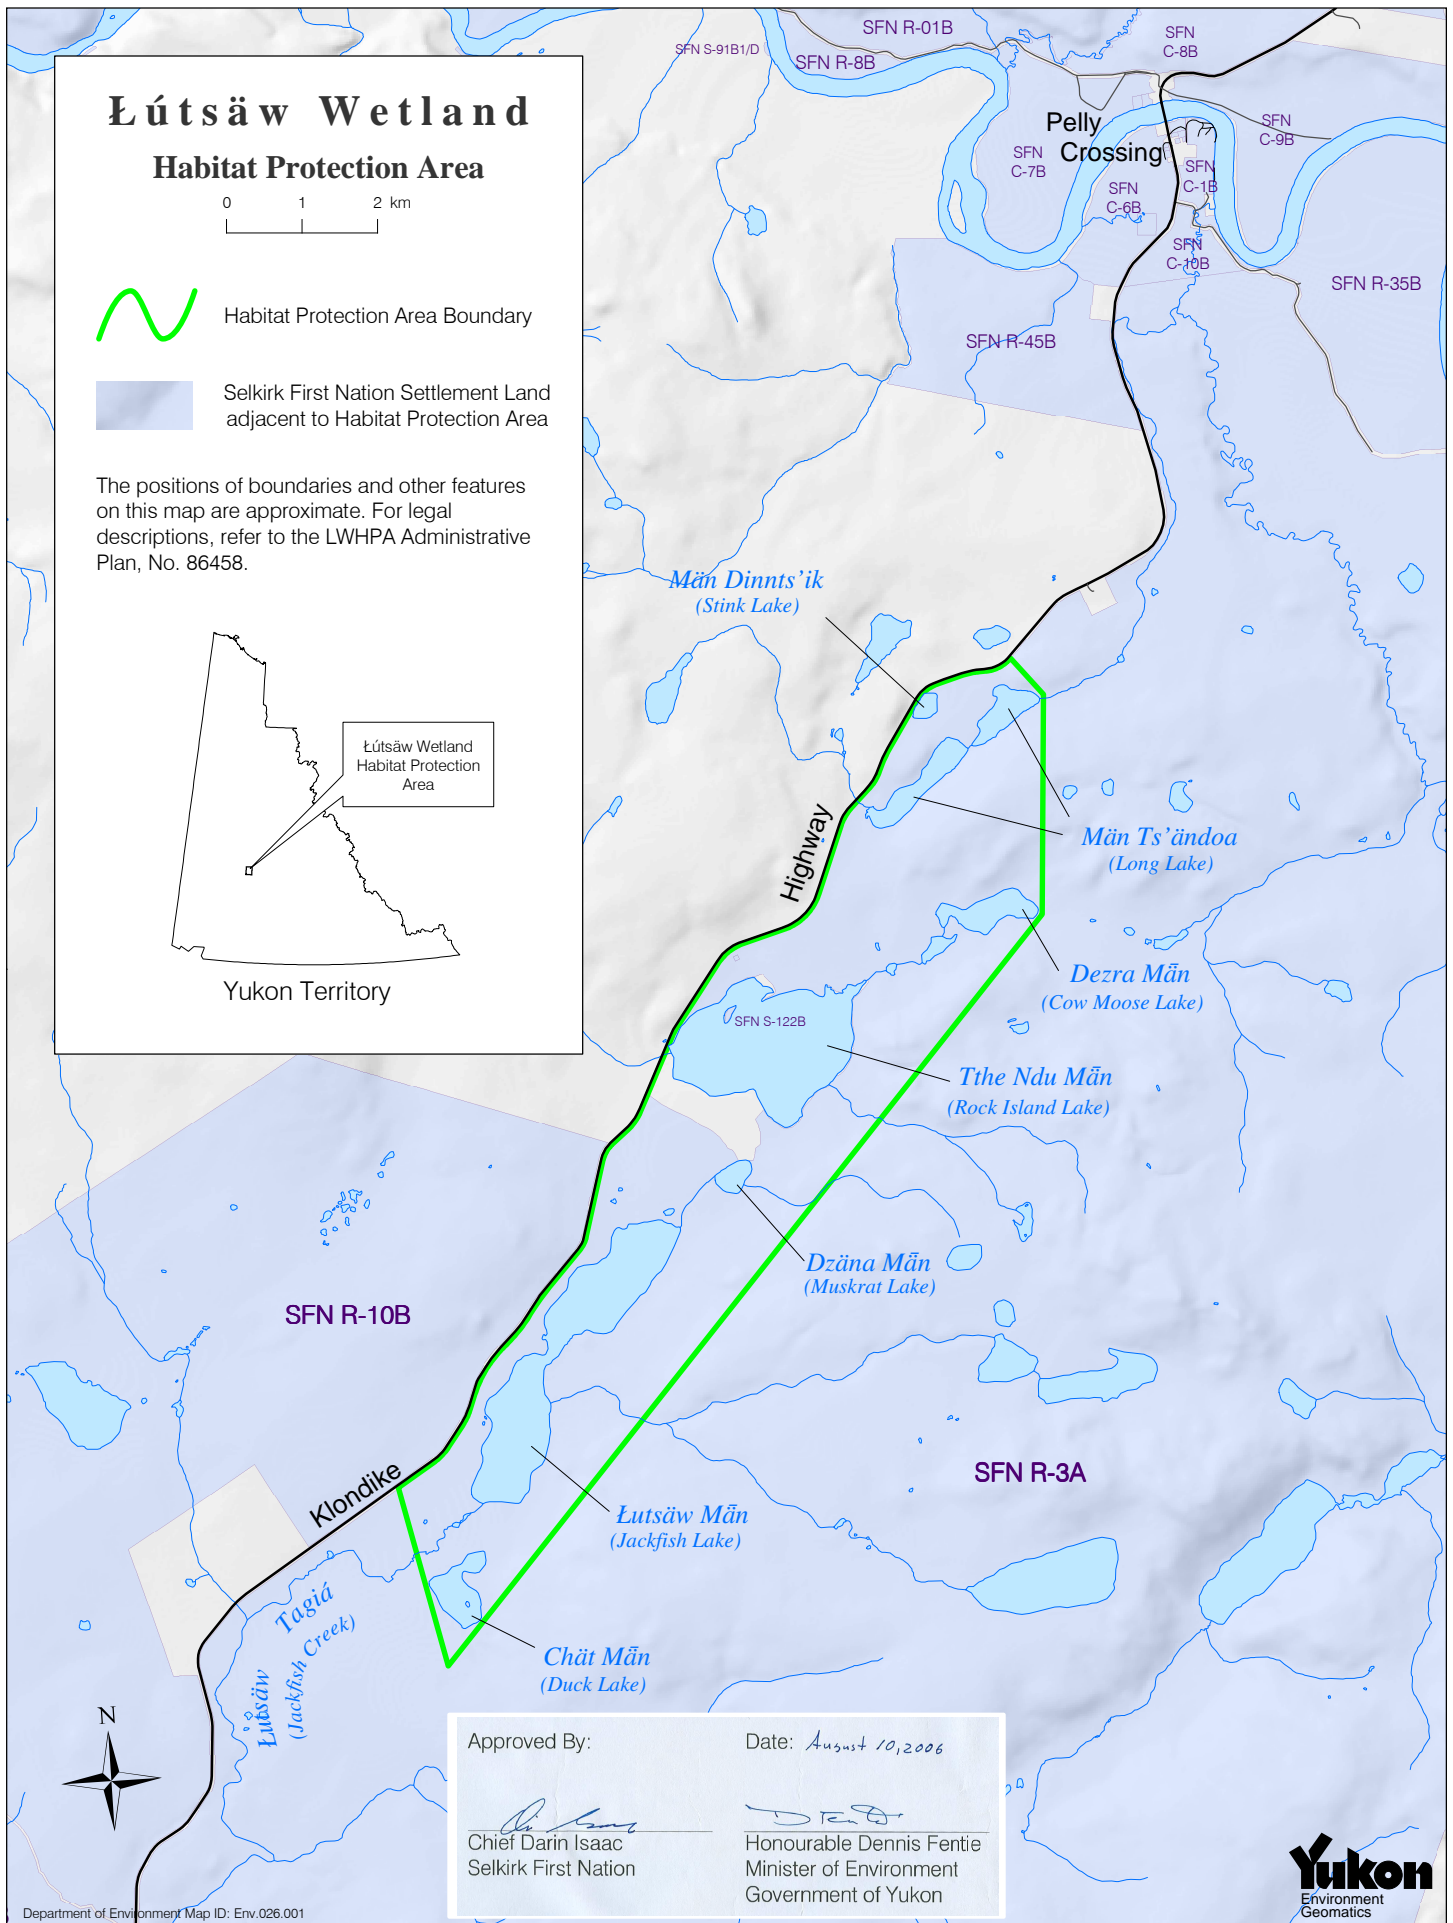 Łútsäw Wetland
Habitat Protection Area
0 1 2 km
Habitat Protection Area Boundary
Selkirk First Nation Settlement Land
adjacent to Habitat Protection Area
The positions of boundaries and other features
on this map are approximate. For legal
descriptions, refer to the LWHPA Administrative
Plan, No. 86458.
Łútsäw Wetland
Habitat Protection
Area
Yukon Territory
SFN R-01B
SFN S-91B1/D
SFN R-8B
SFN
C-8B
Pelly
Crossing
SFN
C-9B
SFN
C-7B
SFN
C-1B
SFN
C-6B
SFN
C-10B
SFN R-35B
SFN R-45B
Män Dinnts’ik
(Stink Lake)
Highway
Män Ts’ändoa
(Long Lake)
Dezra Mǟn
(Cow Moose Lake)
SFN S-122B
Tthe Ndu Mǟn
(Rock Island Lake)
Dzäna Mǟn
(Muskrat Lake)
SFN R-10B
SFN R-3A
Klondike
Łutsäw Mǟn
(Jackfish Lake)
Łutsäw Tagiá
(Jackfish Creek)
Chät Mǟn
(Duck Lake)
N
Approved By:
Date: August 10, 2006
Chief Darin Isaac
Selkirk First Nation
Honourable Dennis Fentie
Minister of Environment
Government of Yukon
Yukon
Environment
Geomatics
Department of Environment Map ID: Env.026.001